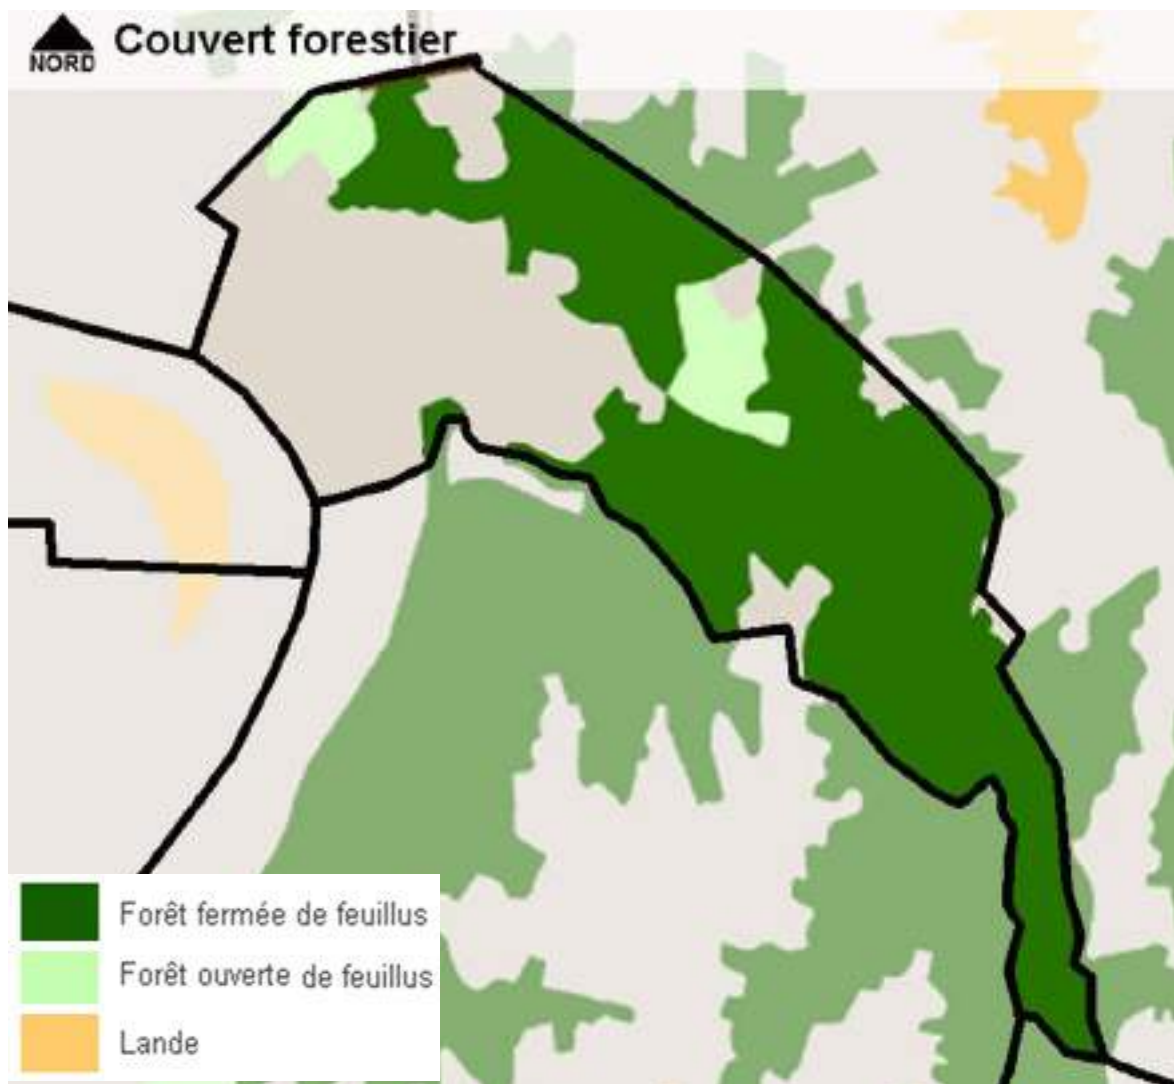 Couvert forestier
NORD
Forêt fermée de feuillus
Forêt ouverte de feuillus
Lande